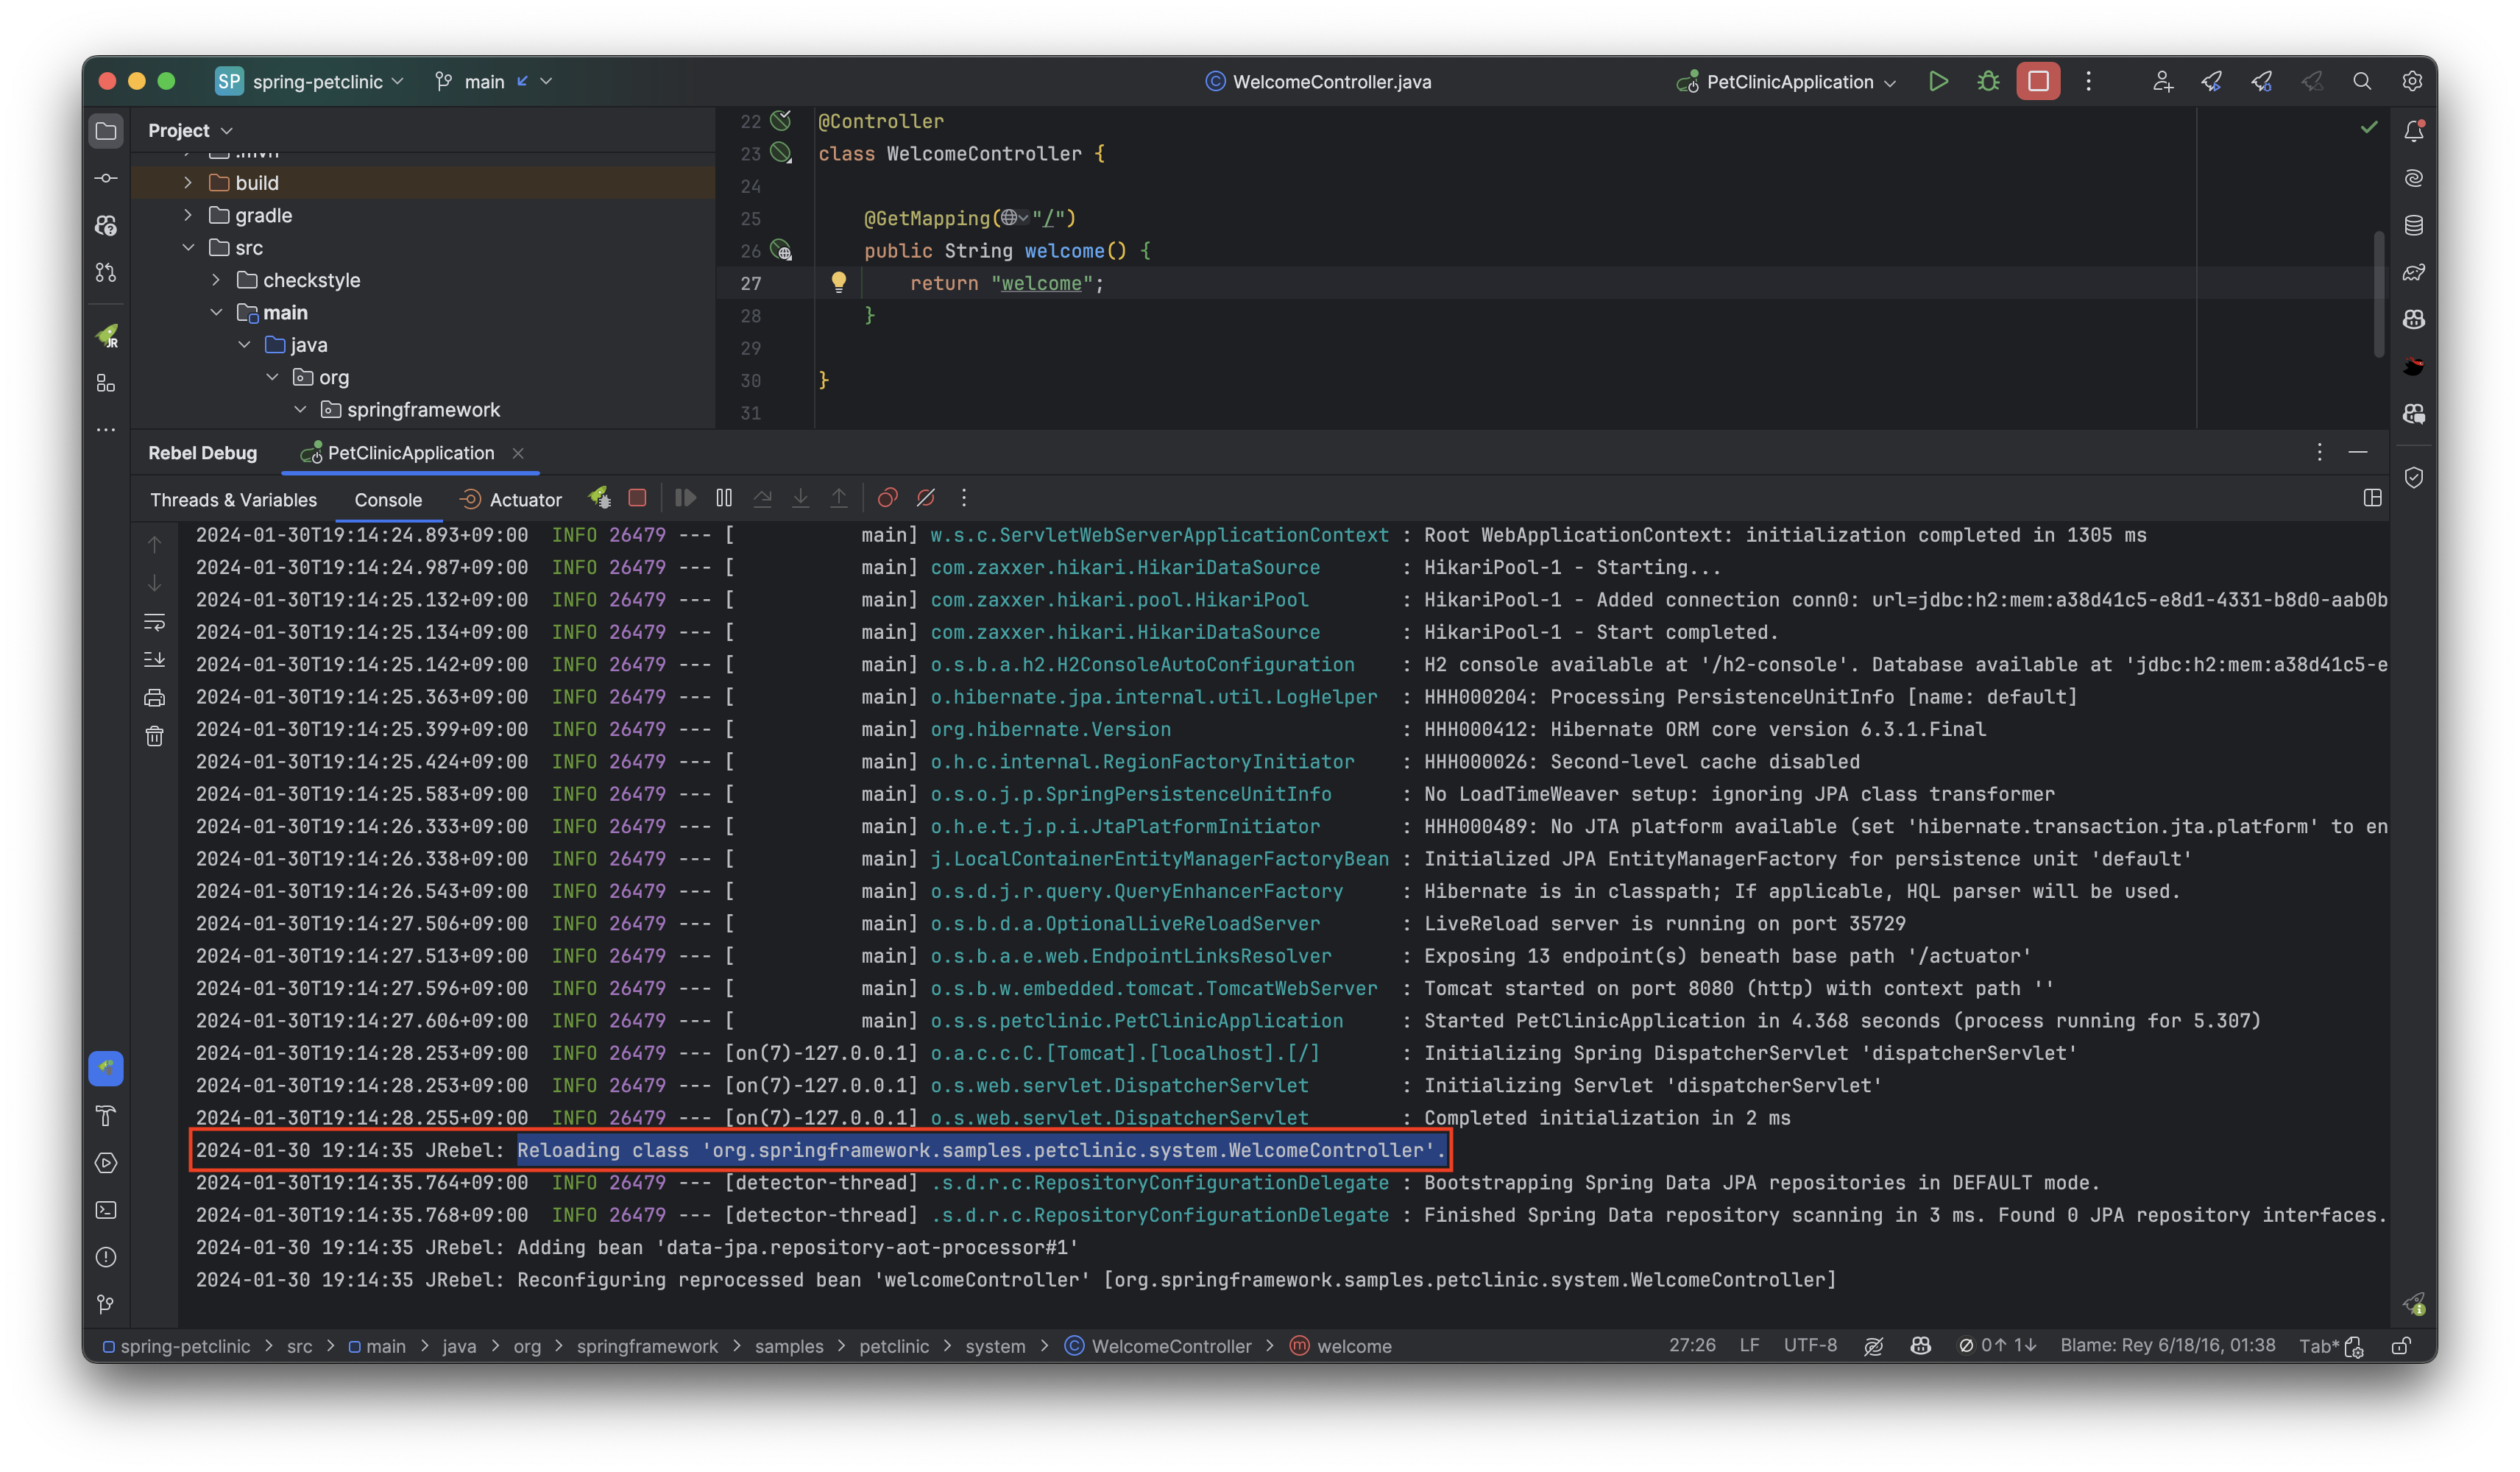 SP spring-petclinic main WelcomeController.java PetClinicApplication
Project
.mvn
build
gradle
src
checkstyle
main
java
org
springframework
22 @Controller
23 class WelcomeController {
24
25 @GetMapping("/")
26 public String welcome() {
27 return "welcome";
28 }
29
30 }
31
JR
Rebel Debug PetClinicApplication
Threads & Variables Console Actuator
2024-01-30T19:14:24.893+09:00  INFO 26479 --- [           main] w.s.c.ServletWebServerApplicationContext : Root WebApplicationContext: initialization completed in 1305 ms
2024-01-30T19:14:24.987+09:00  INFO 26479 --- [           main] com.zaxxer.hikari.HikariDataSource       : HikariPool-1 - Starting...
2024-01-30T19:14:25.132+09:00  INFO 26479 --- [           main] com.zaxxer.hikari.pool.HikariPool        : HikariPool-1 - Added connection conn0: url=jdbc:h2:mem:a38d41c5-e8d1-4331-b8d0-aab0b
2024-01-30T19:14:25.134+09:00  INFO 26479 --- [           main] com.zaxxer.hikari.HikariDataSource       : HikariPool-1 - Start completed.
2024-01-30T19:14:25.142+09:00  INFO 26479 --- [           main] o.s.b.a.h2.H2ConsoleAutoConfiguration    : H2 console available at '/h2-console'. Database available at 'jdbc:h2:mem:a38d41c5-e
2024-01-30T19:14:25.363+09:00  INFO 26479 --- [           main] o.hibernate.jpa.internal.util.LogHelper  : HHH000204: Processing PersistenceUnitInfo [name: default]
2024-01-30T19:14:25.399+09:00  INFO 26479 --- [           main] org.hibernate.Version                    : HHH000412: Hibernate ORM core version 6.3.1.Final
2024-01-30T19:14:25.424+09:00  INFO 26479 --- [           main] o.h.c.internal.RegionFactoryInitiator    : HHH000026: Second-level cache disabled
2024-01-30T19:14:25.583+09:00  INFO 26479 --- [           main] o.s.o.j.p.SpringPersistenceUnitInfo      : No LoadTimeWeaver setup: ignoring JPA class transformer
2024-01-30T19:14:26.333+09:00  INFO 26479 --- [           main] o.h.e.t.j.p.i.JtaPlatformInitiator       : HHH000489: No JTA platform available (set 'hibernate.transaction.jta.platform' to en
2024-01-30T19:14:26.338+09:00  INFO 26479 --- [           main] j.LocalContainerEntityManagerFactoryBean : Initialized JPA EntityManagerFactory for persistence unit 'default'
2024-01-30T19:14:26.543+09:00  INFO 26479 --- [           main] o.s.d.j.r.query.QueryEnhancerFactory     : Hibernate is in classpath; If applicable, HQL parser will be used.
2024-01-30T19:14:27.506+09:00  INFO 26479 --- [           main] o.s.b.d.a.OptionalLiveReloadServer       : LiveReload server is running on port 35729
2024-01-30T19:14:27.513+09:00  INFO 26479 --- [           main] o.s.b.a.e.web.EndpointLinksResolver      : Exposing 13 endpoint(s) beneath base path '/actuator'
2024-01-30T19:14:27.596+09:00  INFO 26479 --- [           main] o.s.b.w.embedded.tomcat.TomcatWebServer  : Tomcat started on port 8080 (http) with context path ''
2024-01-30T19:14:27.606+09:00  INFO 26479 --- [           main] o.s.s.petclinic.PetClinicApplication     : Started PetClinicApplication in 4.368 seconds (process running for 5.307)
2024-01-30T19:14:28.253+09:00  INFO 26479 --- [on(7)-127.0.0.1] o.a.c.c.C.[Tomcat].[localhost].[/]       : Initializing Spring DispatcherServlet 'dispatcherServlet'
2024-01-30T19:14:28.253+09:00  INFO 26479 --- [on(7)-127.0.0.1] o.s.web.servlet.DispatcherServlet        : Initializing Servlet 'dispatcherServlet'
2024-01-30T19:14:28.255+09:00  INFO 26479 --- [on(7)-127.0.0.1] o.s.web.servlet.DispatcherServlet        : Completed initialization in 2 ms
2024-01-30 19:14:35 JRebel: Reloading class 'org.springframework.samples.petclinic.system.WelcomeController'.
2024-01-30T19:14:35.764+09:00  INFO 26479 --- [detector-thread] .s.d.r.c.RepositoryConfigurationDelegate : Bootstrapping Spring Data JPA repositories in DEFAULT mode.
2024-01-30T19:14:35.768+09:00  INFO 26479 --- [detector-thread] .s.d.r.c.RepositoryConfigurationDelegate : Finished Spring Data repository scanning in 3 ms. Found 0 JPA repository interfaces.
2024-01-30 19:14:35 JRebel: Adding bean 'data-jpa.repository-aot-processor#1'
2024-01-30 19:14:35 JRebel: Reconfiguring reprocessed bean 'welcomeController' [org.springframework.samples.petclinic.system.WelcomeController]
spring-petclinic > src > main > java > org > springframework > samples > petclinic > system > WelcomeController > welcome 27:26 LF UTF-8 0↑ 1↓ Blame: Rey 6/18/16, 01:38 Tab*